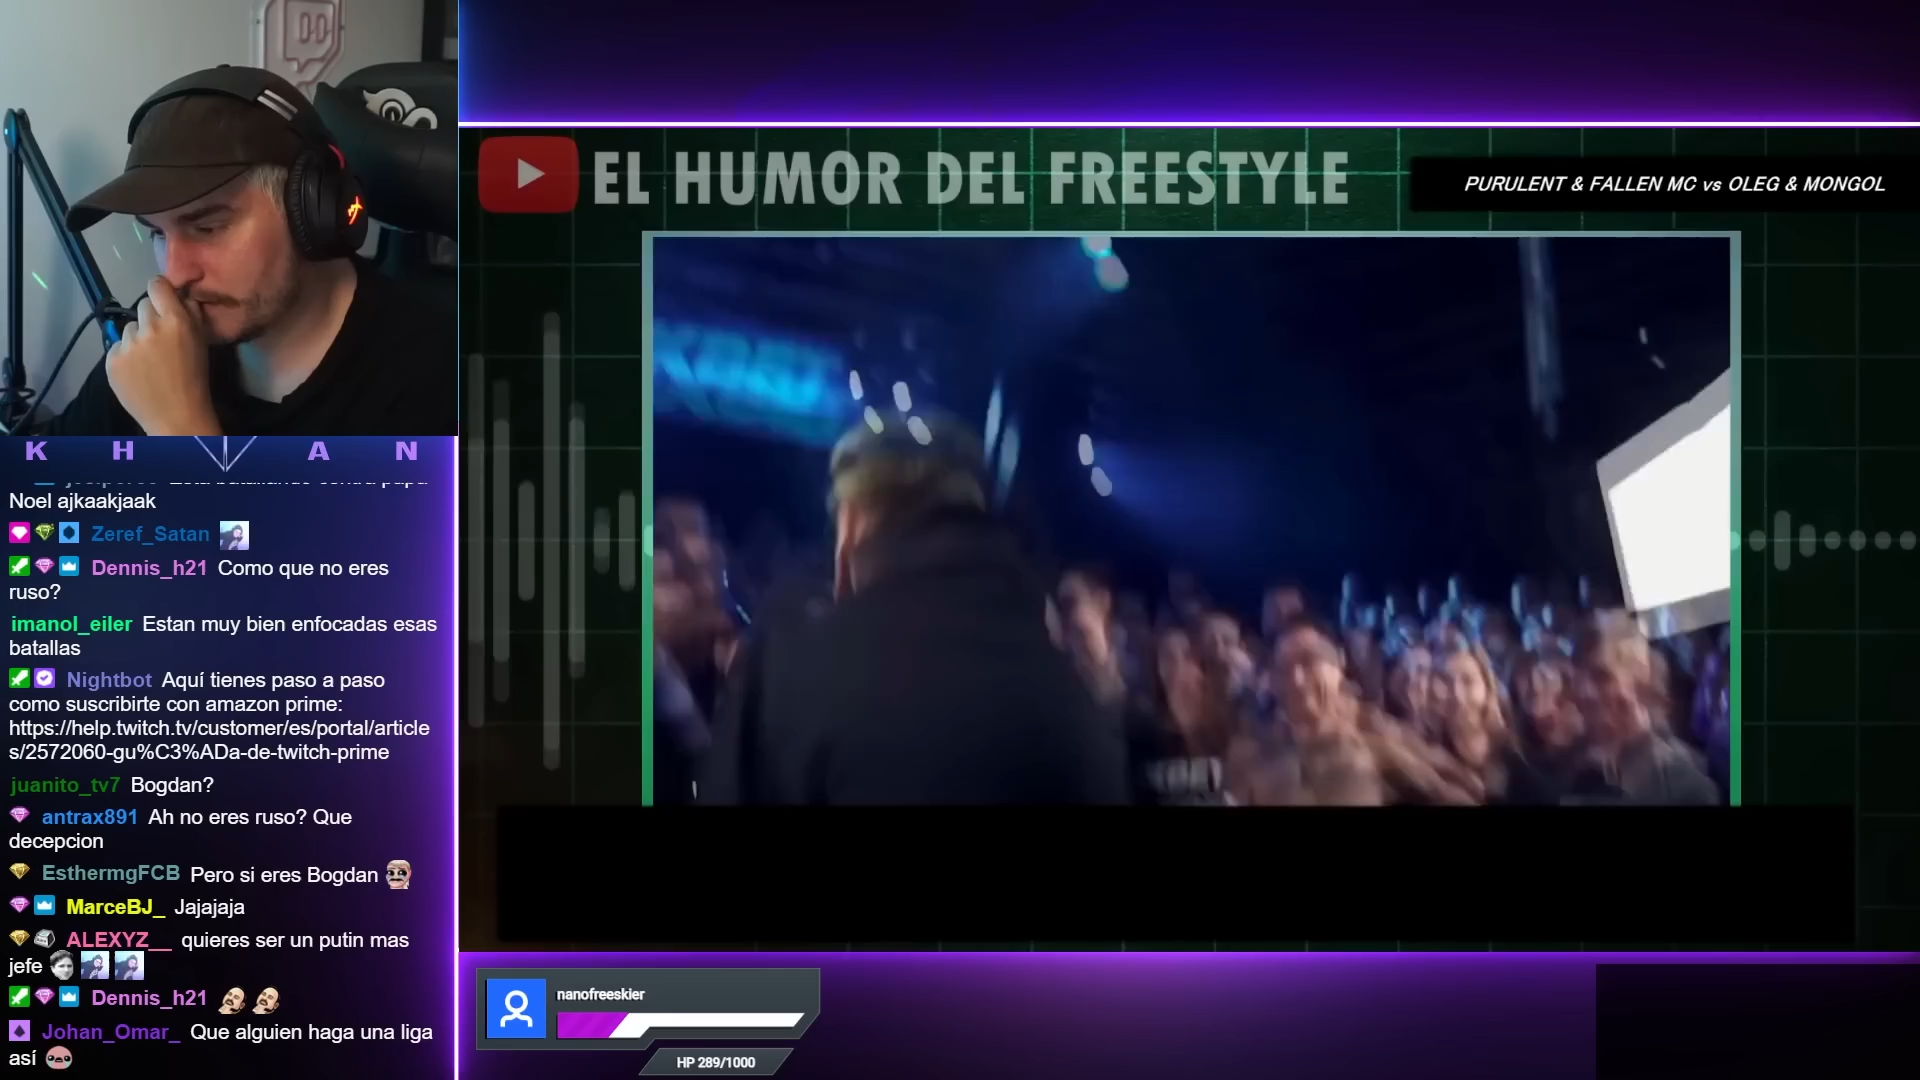 EL HUMOR DEL FREESTYLE
PURULENT & FALLEN MC vs OLEG & MONGOL
K H A N
Noel ajkaakjaak
Zeref_Satan
Dennis_h21 Como que no eres
ruso?
imanol_eiler Estan muy bien enfocadas esas
batallas
Nightbot Aquí tienes paso a paso
como suscribirte con amazon prime:
https://help.twitch.tv/customer/es/portal/article
s/2572060-gu%C3%ADa-de-twitch-prime
juanito_tv7 Bogdan?
antrax891 Ah no eres ruso? Que
decepcion
EsthermgFCB Pero si eres Bogdan
MarceBJ_ Jajajaja
ALEXYZ__ quieres ser un putin mas
jefe
Dennis_h21
Johan_Omar_ Que alguien haga una liga
así
nanofreeskier
HP 289/1000